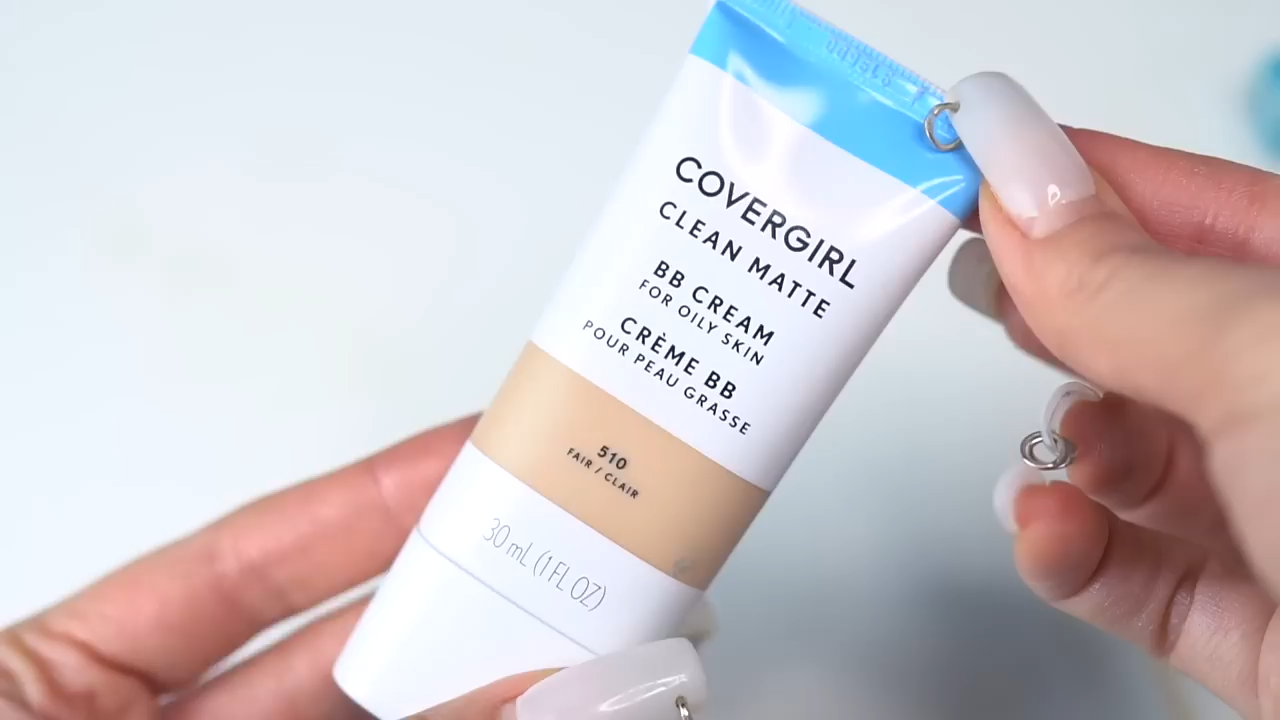 COVERGIRL
CLEAN MATTE
BB CREAM
FOR OILY SKIN
CRÈME BB
POUR PEAU GRASSE
510
FAIR / CLAIR
30 mL (1 FL OZ)